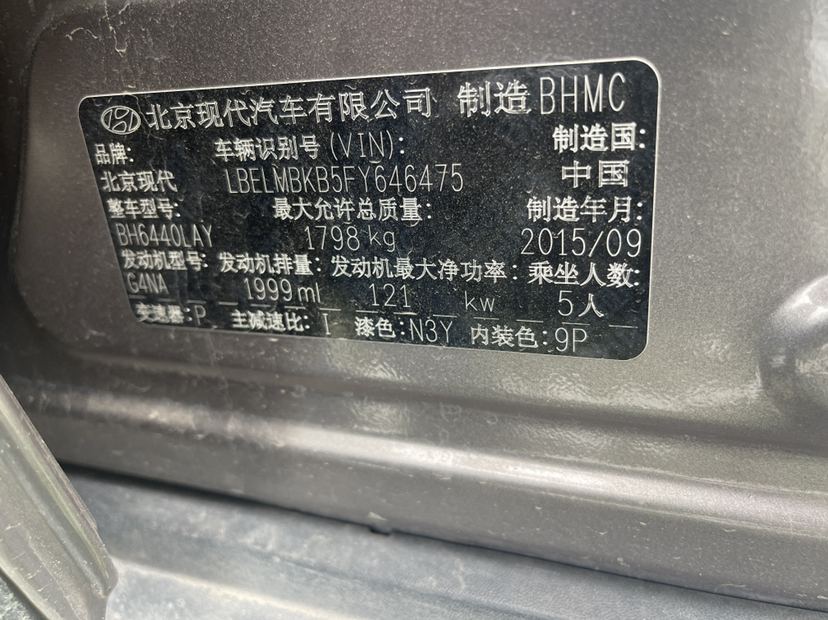 北京现代汽车有限公司 制造 BHMC
品牌: 车辆识别号(VIN): 制造国:
北京现代 LBELMBKB5FY646475 中国
整车型号: 最大允许总质量: 制造年月:
BH6440LAY 1798 kg 2015/09
发动机型号: 发动机排量: 发动机最大净功率: 乘坐人数:
G4NA 1999 ml 121 kw 5人
变速器: P 主减速比: I 漆色: N3Y 内装色: 9P